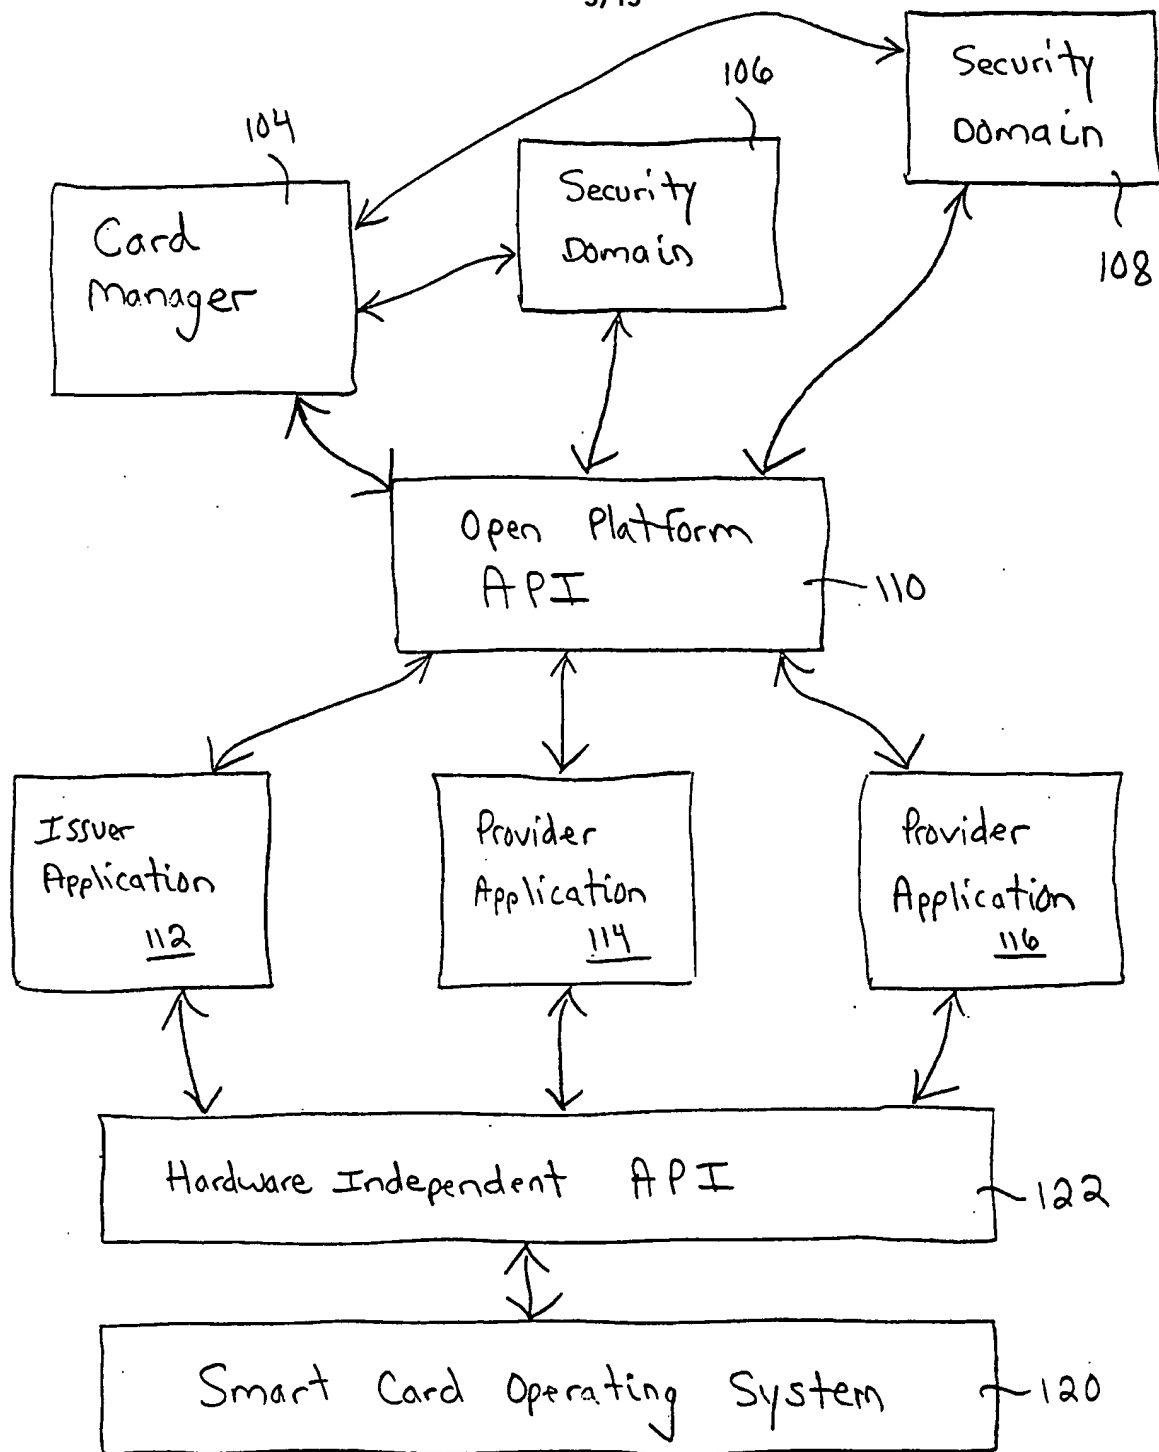 Security
Domain
108
106
Security
Domain
104
Card
Manager
Open Platform
API
110
Issuer
Application
112
Provider
Application
114
Provider
Application
116
Hardware Independent API
122
Smart Card Operating System
120